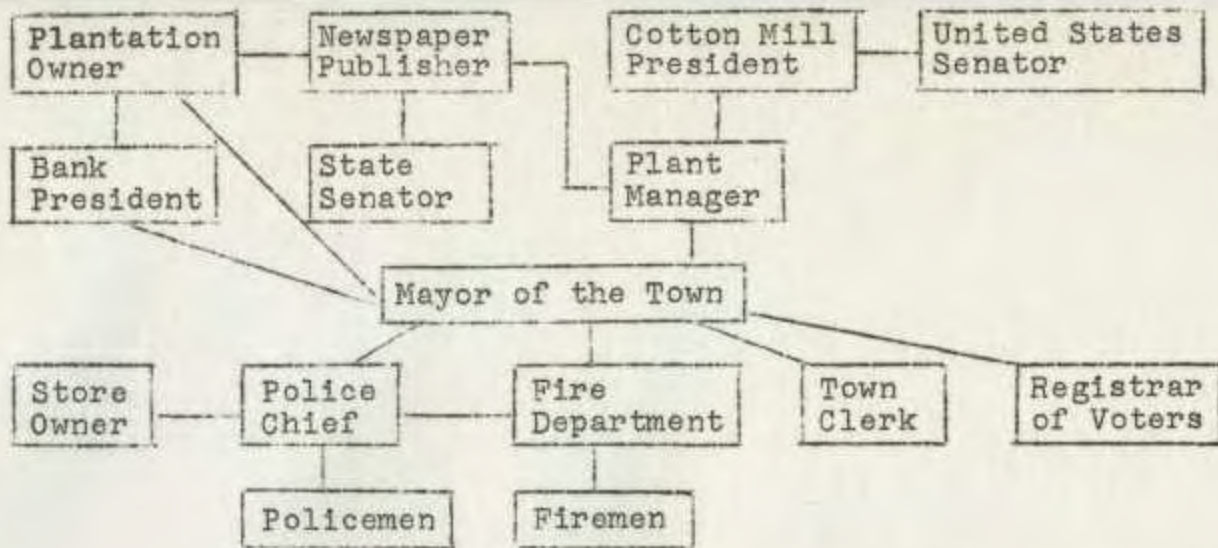 Plantation
Owner
Newspaper
Publisher
Cotton Mill
President
United States
Senator
Bank
President
State
Senator
Plant
Manager
Mayor of the Town
Store
Owner
Police
Chief
Fire
Department
Town
Clerk
Registrar
of Voters
Policemen
Firemen